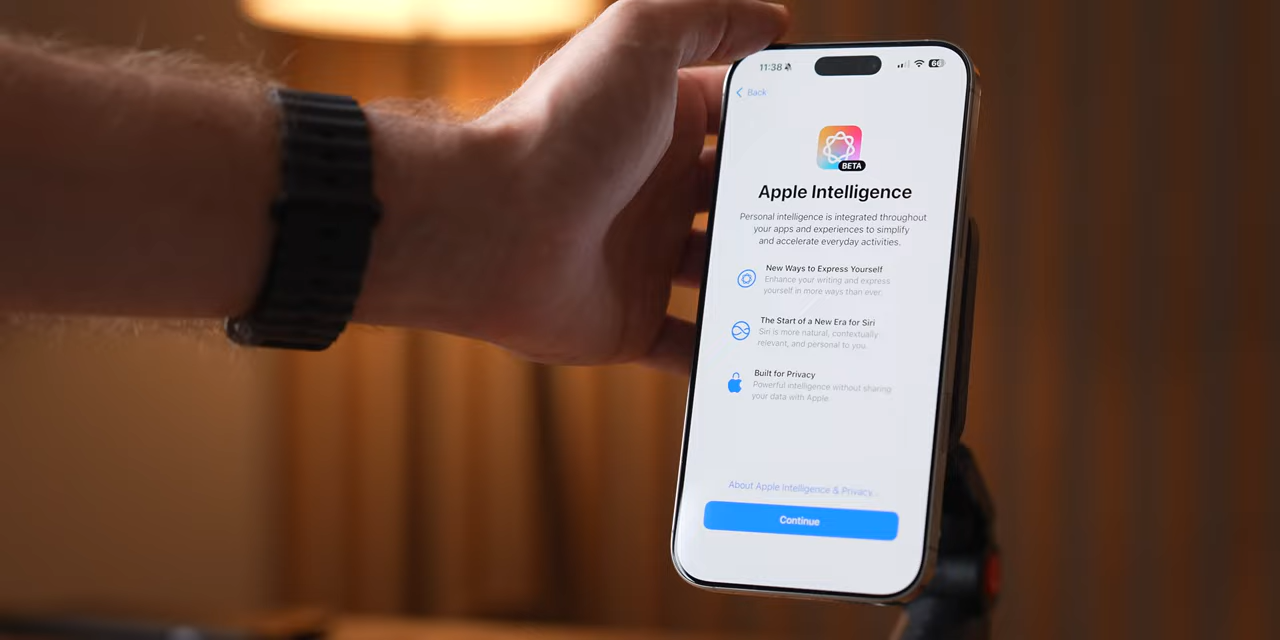 11:38
66
Back
BETA
Apple Intelligence
Personal intelligence is integrated throughout
your apps and experiences to simplify
and accelerate everyday activities.
New Ways to Express Yourself
Enhance your writing and express
yourself in more ways than ever.
The Start of a New Era for Siri
Siri is more natural, contextually
relevant, and personal to you.
Built for Privacy
Powerful intelligence without sharing
your data with Apple.
About Apple Intelligence & Privacy
Continue